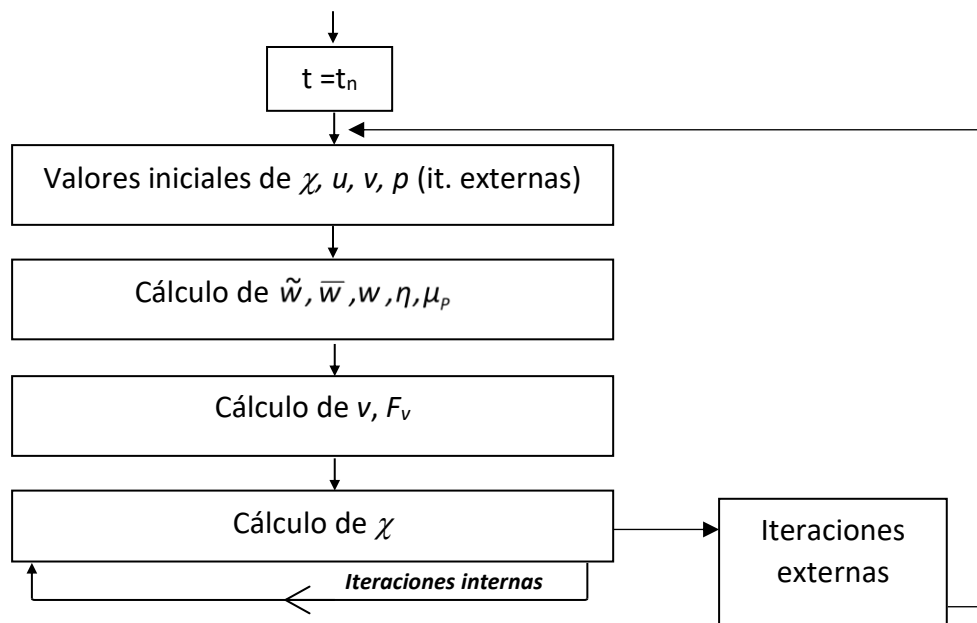 t =tₙ
Valores iniciales de χ, u, v, p (it. externas)
Cálculo de w̃, w̅, w, η, μₚ
Cálculo de v, Fᵥ
Cálculo de χ
Iteraciones internas
Iteraciones
externas